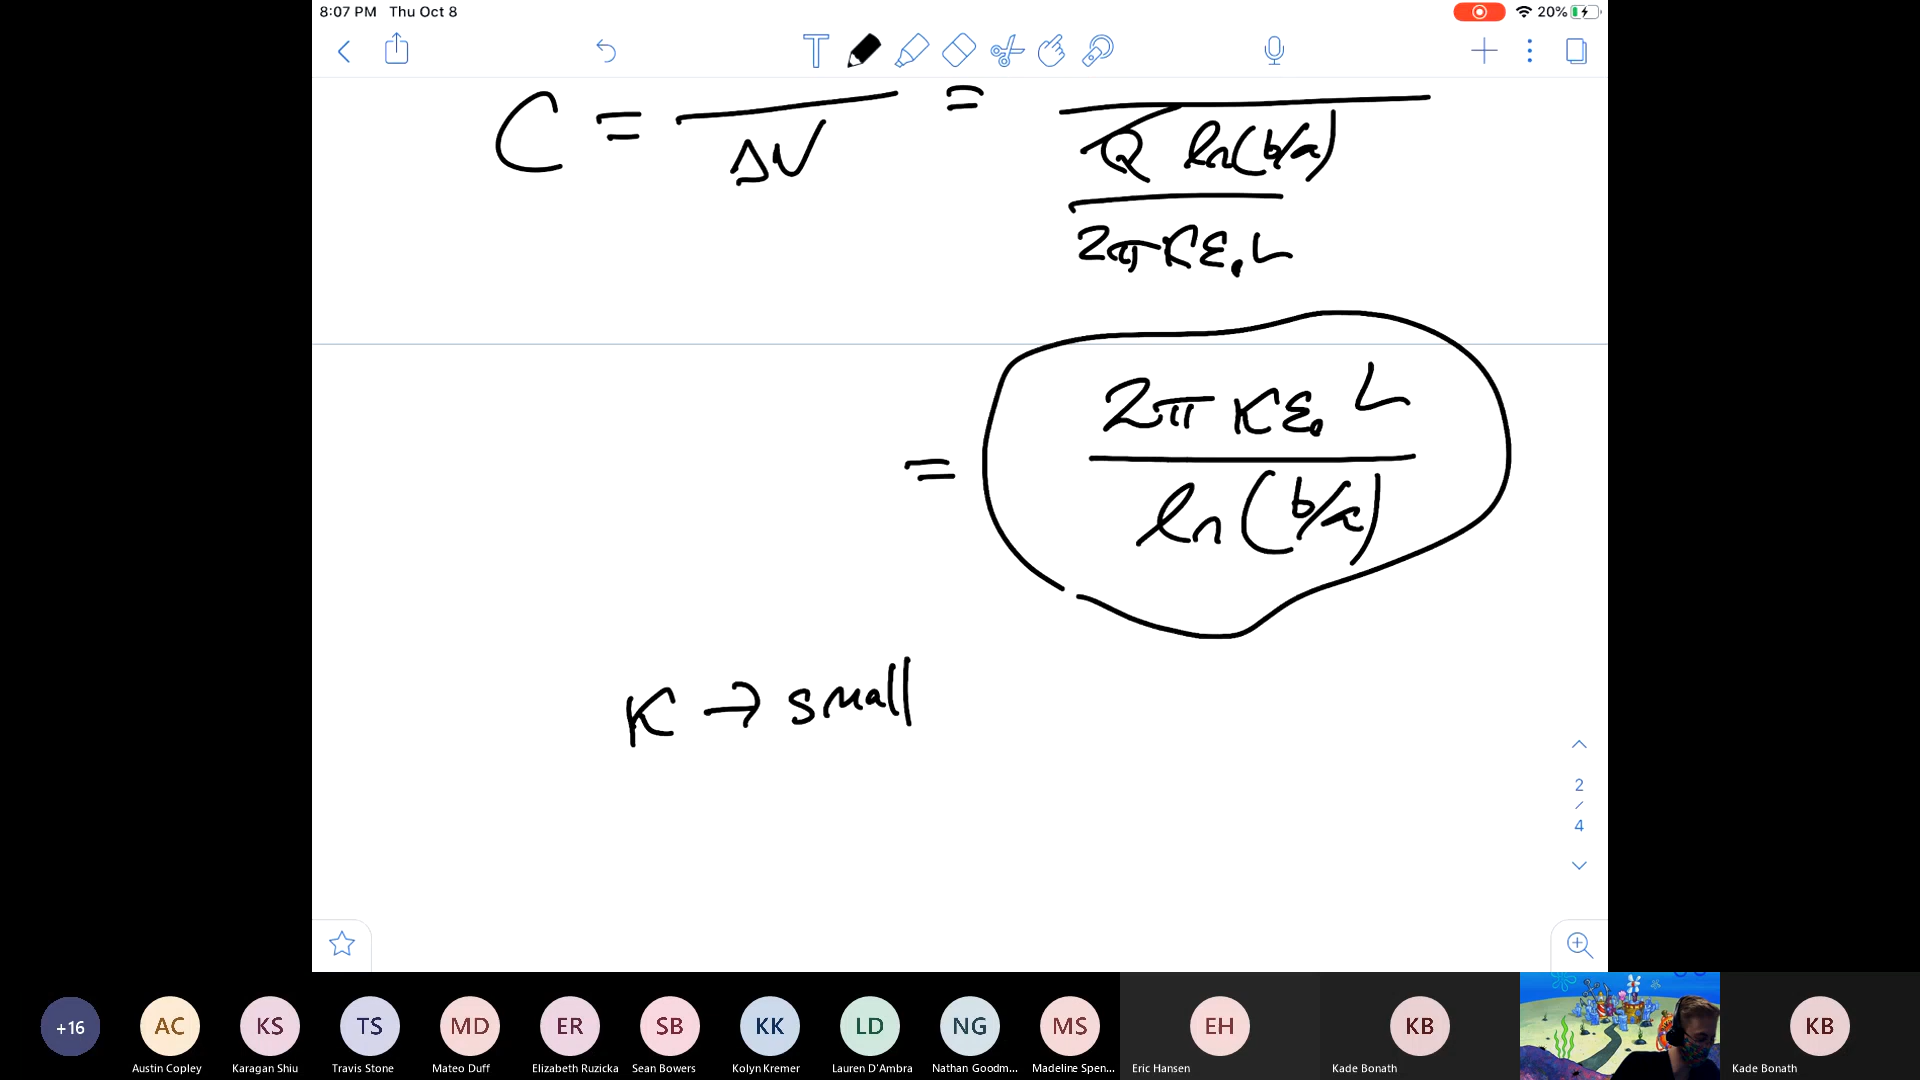 8:07 PM Thu Oct 8
20%
C = 
ΔV
=
Q ln(b/a)
2πκε₀L
= 2πκε₀L
ln(b/a)
κ → small
2
/
4
+16
AC
KS
TS
MD
ER
SB
KK
LD
NG
MS
EH
KB
KB
Austin Copley
Karagan Shiu
Travis Stone
Mateo Duff
Elizabeth Ruzicka
Sean Bowers
Kolyn Kremer
Lauren D'Ambra
Nathan Goodm...
Madeline Spen...
Eric Hansen
Kade Bonath
Kade Bonath